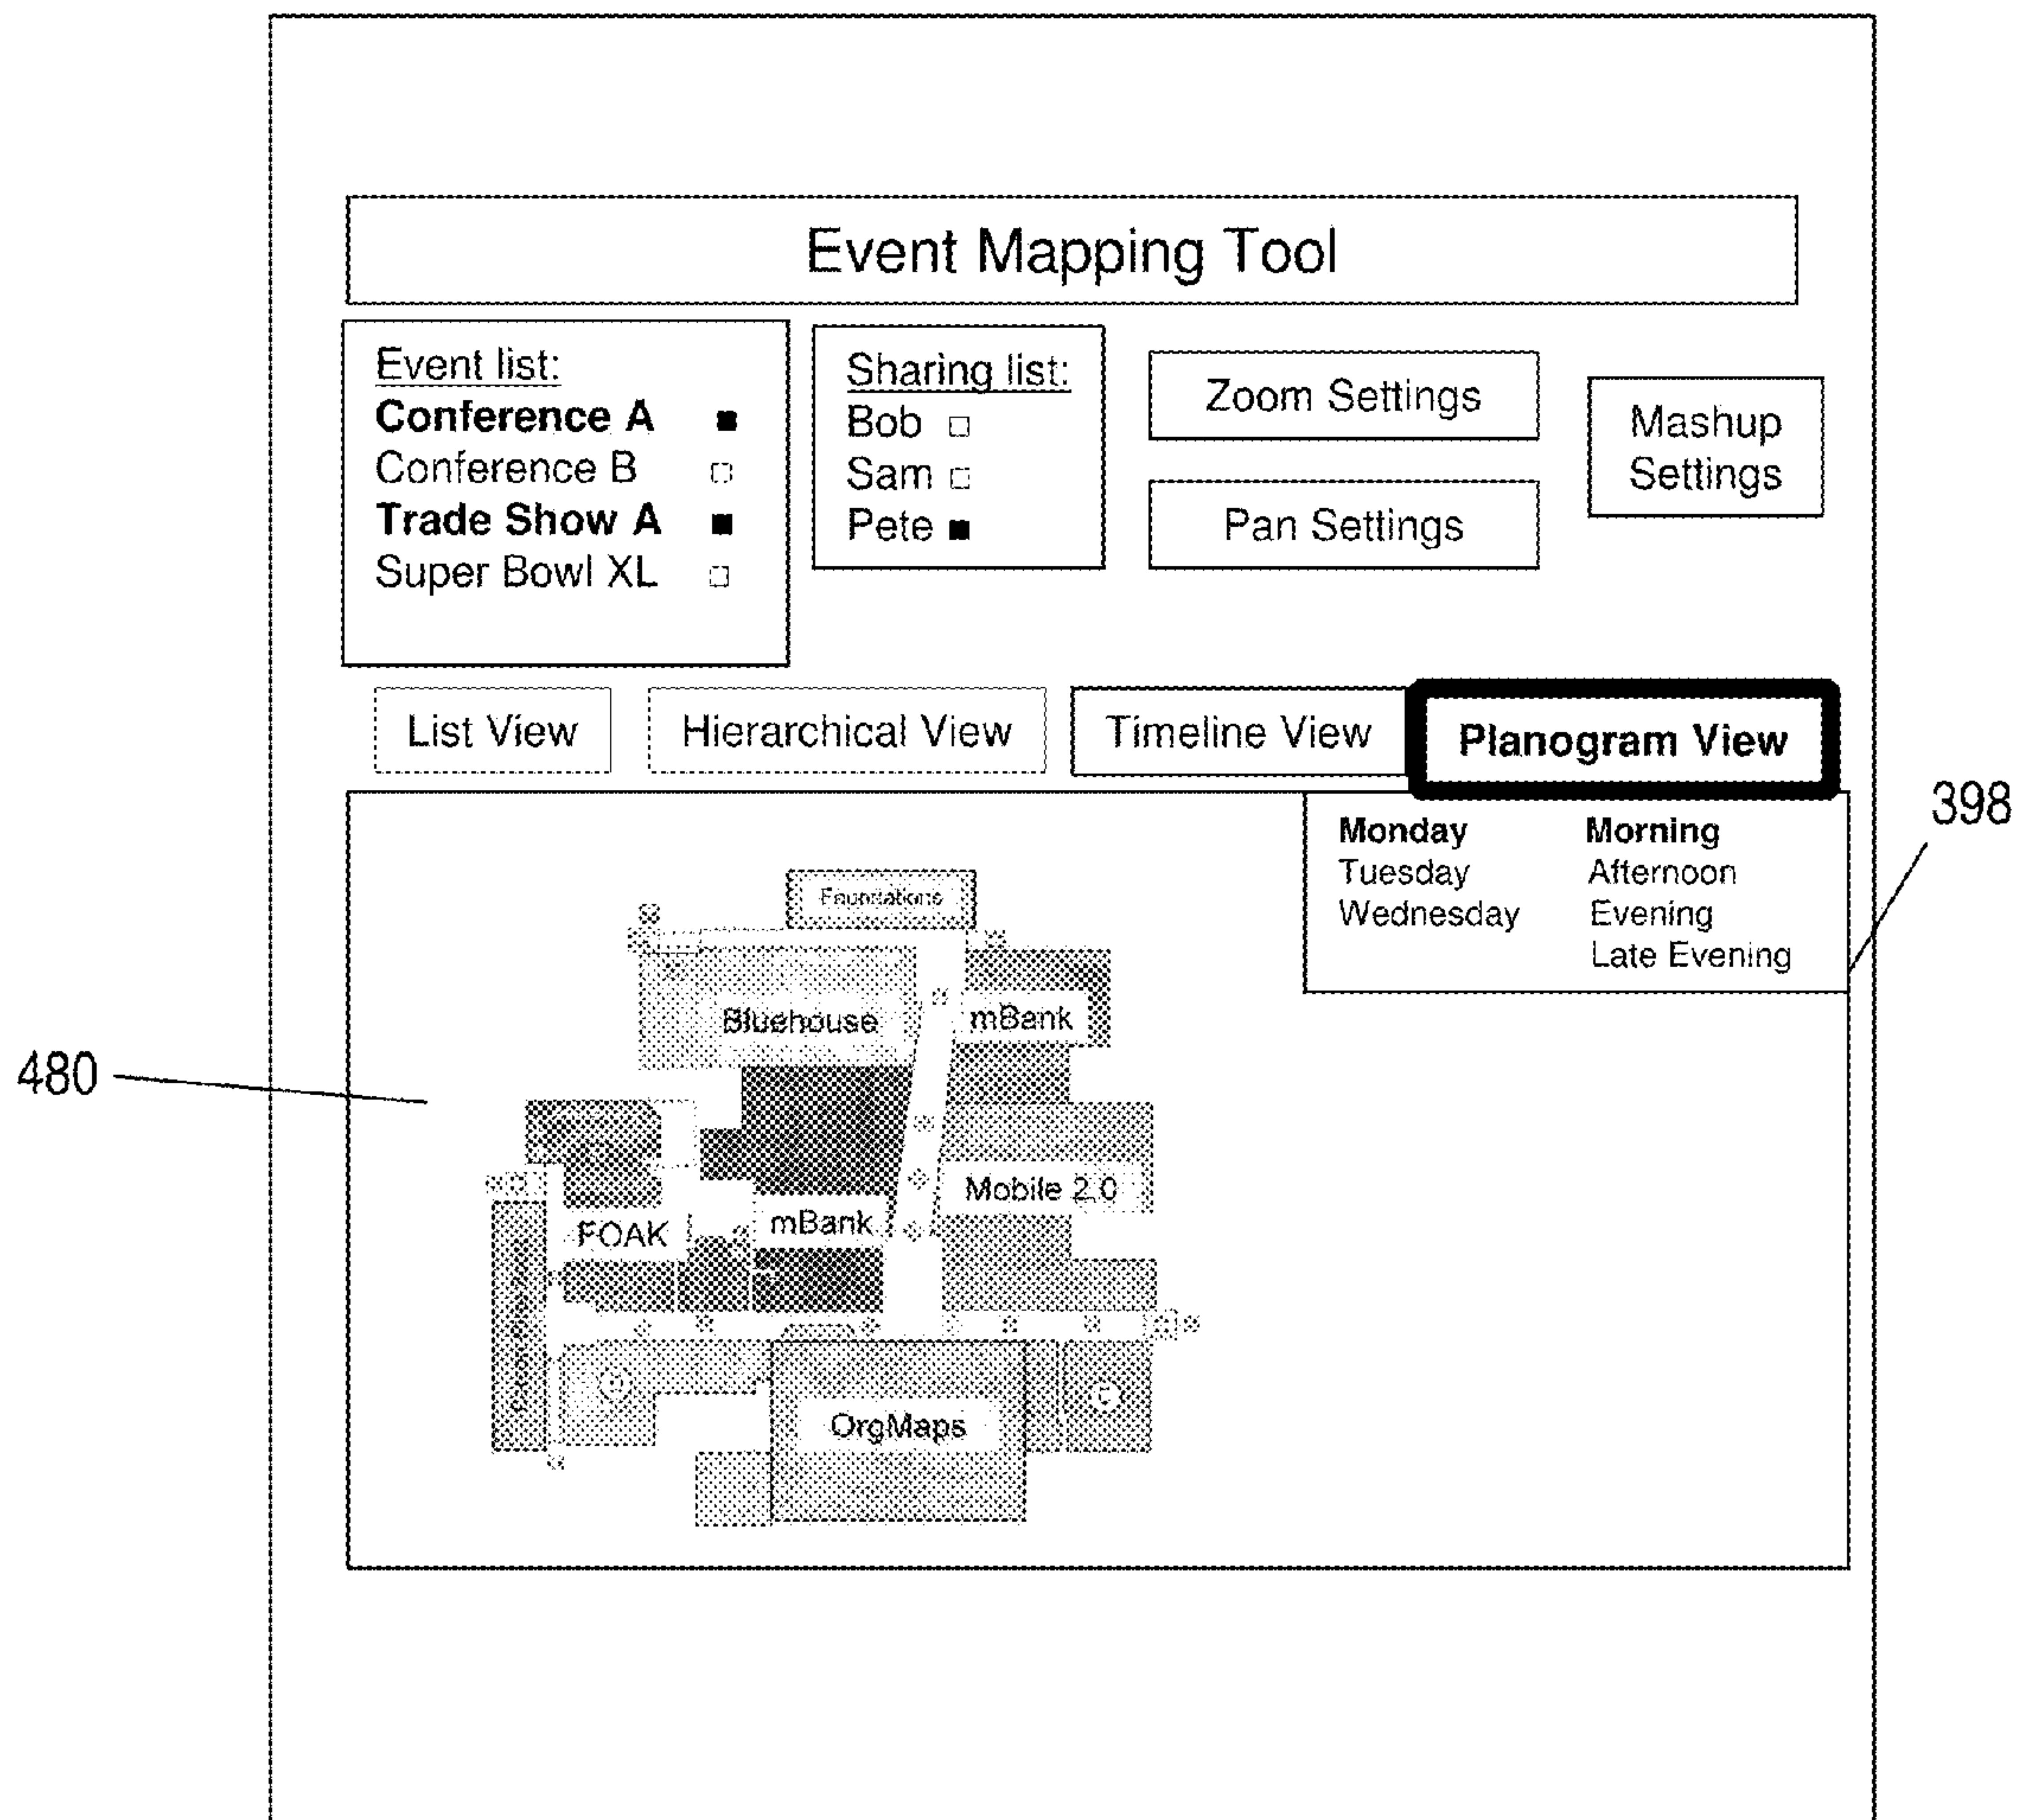 Event Mapping Tool
Event list:
Conference A
Conference B
Trade Show A
Super Bowl XL
Sharing list:
Bob
Sam
Pete
Zoom Settings
Pan Settings
Mashup
Settings
List View
Hierarchical View
Timeline View
Planogram View
398
Monday Morning
Tuesday Afternoon
Wednesday Evening
Late Evening
Foundations
Bluehouse
mBank
480
Mobile 2.0
FOAK
mBank
OrgMaps